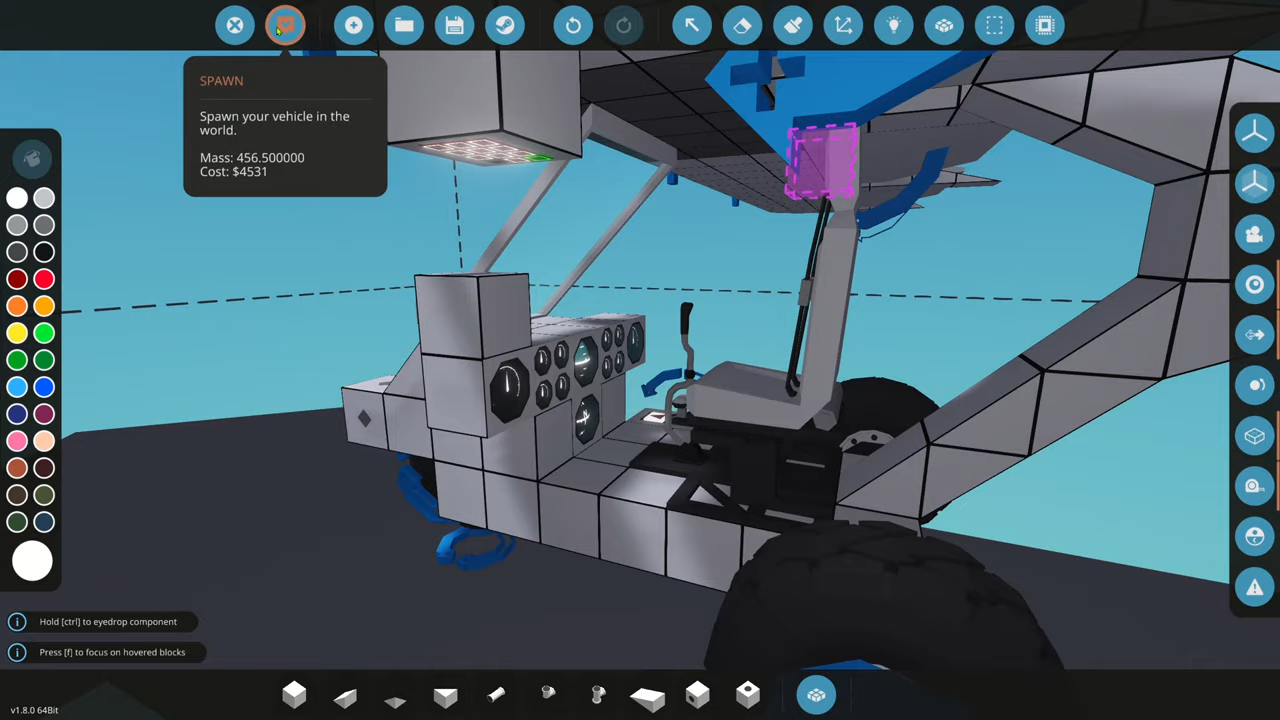 SPAWN
Spawn your vehicle in the
world.
Mass: 456.500000
Cost: $4531
Hold [ctrl] to eyedrop component
Press [f] to focus on hovered blocks
v1.8.0 64Bit